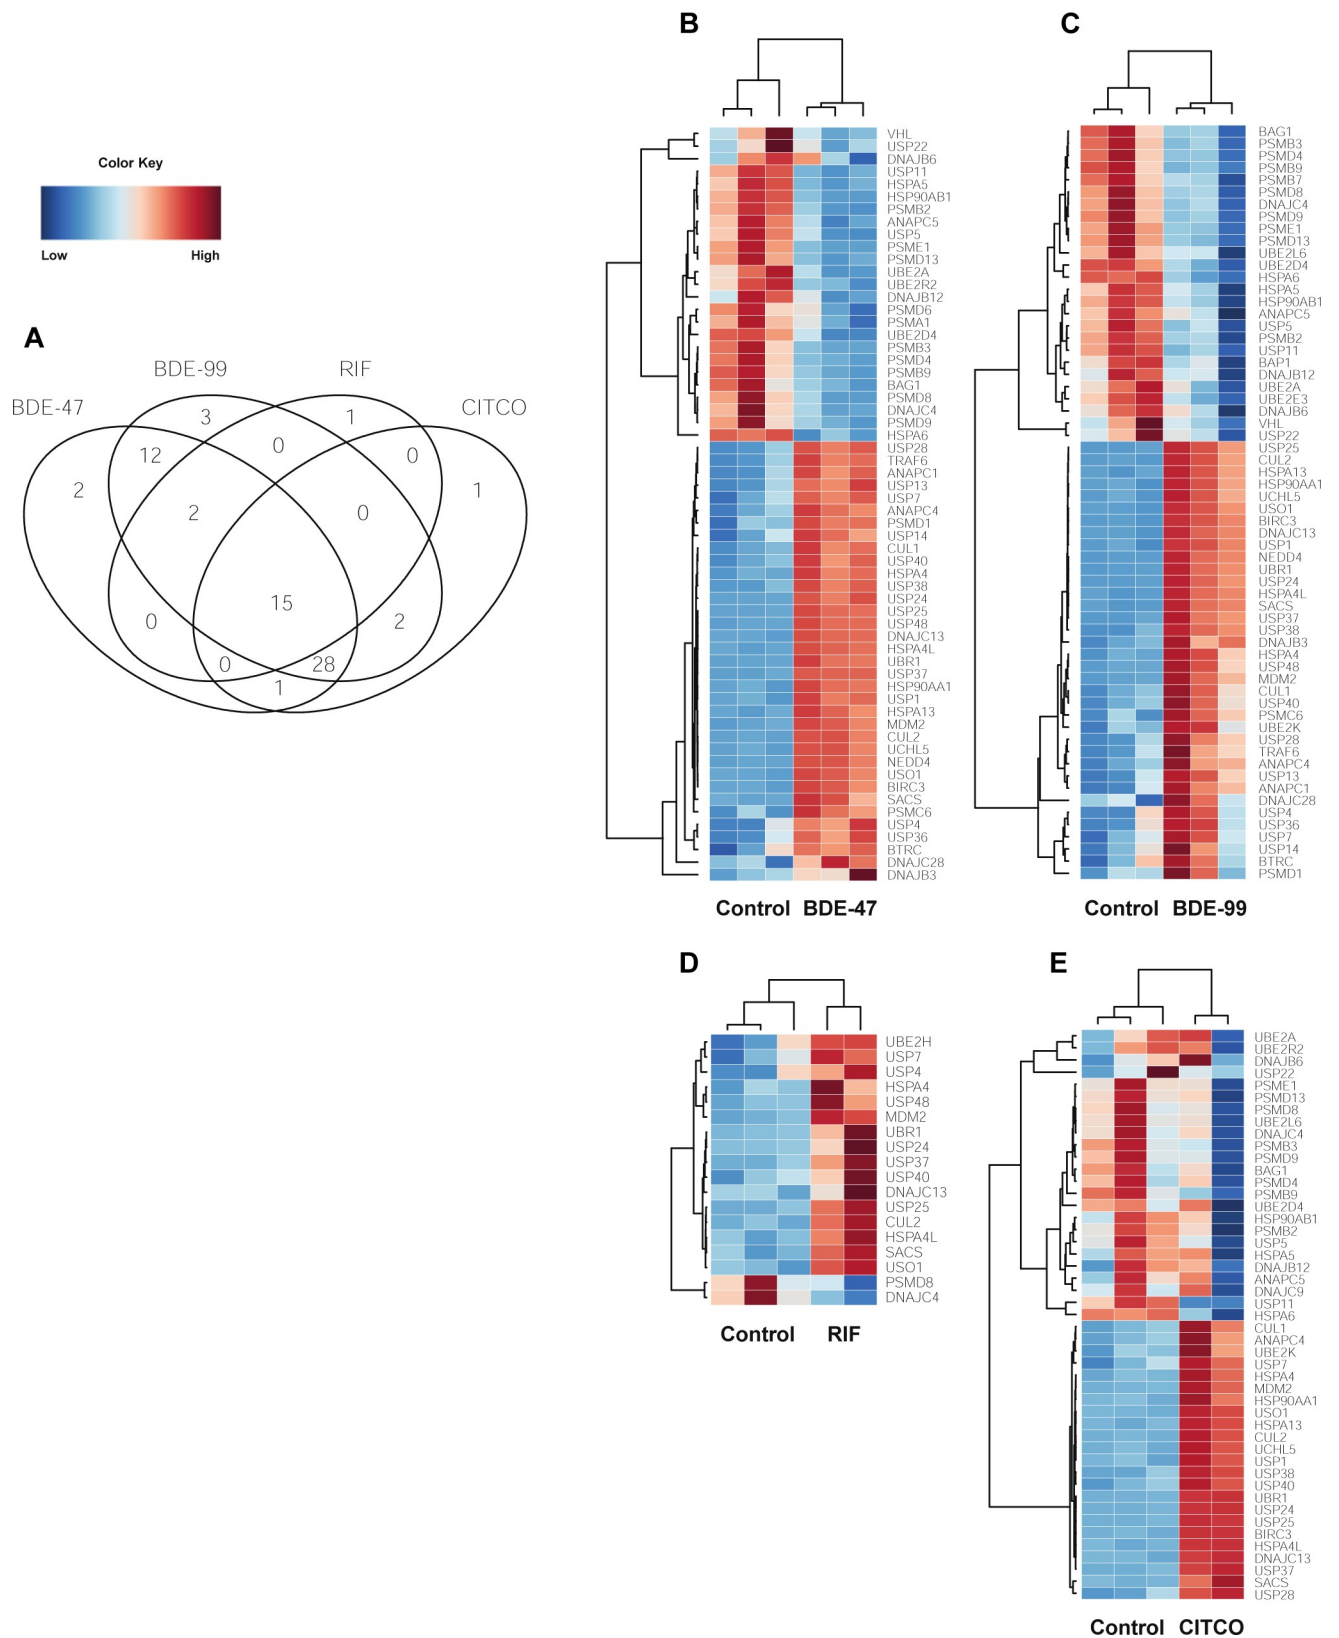 Color Key
Low
High
A
BDE-99
RIF
BDE-47
CITCO
3
1
12
0
0
2
1
2
0
15
0
2
0
28
1
B
VHL
USP22
DNAJB6
USP11
HSPA5
HSP90AB1
PSMB2
ANAPC5
USP5
PSME1
PSMD13
UBE2A
UBE2R2
DNAJB12
PSMD6
PSMA1
UBE2D4
PSMB3
PSMD4
PSMB9
BAG1
PSMD8
DNAJC4
PSMD9
HSPA6
USP28
TRAF6
ANAPC1
USP13
USP7
ANAPC4
PSMD1
USP14
CUL1
USP40
HSPA4
USP38
USP24
USP25
USP48
DNAJC13
HSPA4L
UBR1
USP37
HSP90AA1
USP1
HSPA13
MDM2
CUL2
UCHL5
NEDD4
USO1
BIRC3
SACS
PSMC6
USP4
USP36
BTRC
DNAJC28
DNAJB3
Control BDE-47
C
BAG1
PSMB3
PSMD4
PSMB9
PSMB7
PSMD8
DNAJC4
PSMD9
PSME1
PSMD13
UBE2L6
UBE2D4
HSPA6
HSPA5
HSP90AB1
ANAPC5
USP5
PSMB2
USP11
BAP1
DNAJB12
UBE2A
UBE2E3
DNAJB6
VHL
USP22
USP25
CUL2
HSPA13
HSP90AA1
UCHL5
USO1
BIRC3
DNAJC13
USP1
NEDD4
UBR1
USP24
HSPA4L
SACS
USP37
USP38
DNAJB3
HSPA4
USP48
MDM2
CUL1
USP40
PSMC6
UBE2K
USP28
TRAF6
ANAPC4
USP13
ANAPC1
DNAJC28
USP4
USP36
USP7
USP14
BTRC
PSMD1
Control BDE-99
D
UBE2H
USP7
USP4
HSPA4
USP48
MDM2
UBR1
USP24
USP37
USP40
DNAJC13
USP25
CUL2
HSPA4L
SACS
USO1
PSMD8
DNAJC4
Control RIF
E
UBE2A
UBE2R2
DNAJB6
USP22
PSME1
PSMD13
PSMD8
UBE2L6
DNAJC4
PSMB3
PSMD9
BAG1
PSMD4
PSMB9
UBE2D4
HSP90AB1
PSMB2
USP5
HSPA5
DNAJB12
ANAPC5
DNAJC9
USP11
HSPA6
CUL1
ANAPC4
UBE2K
USP7
HSPA4
MDM2
HSP90AA1
USO1
HSPA13
CUL2
UCHL5
USP1
USP38
USP40
UBR1
USP24
USP25
BIRC3
HSPA4L
DNAJC13
USP37
SACS
USP28
Control CITCO